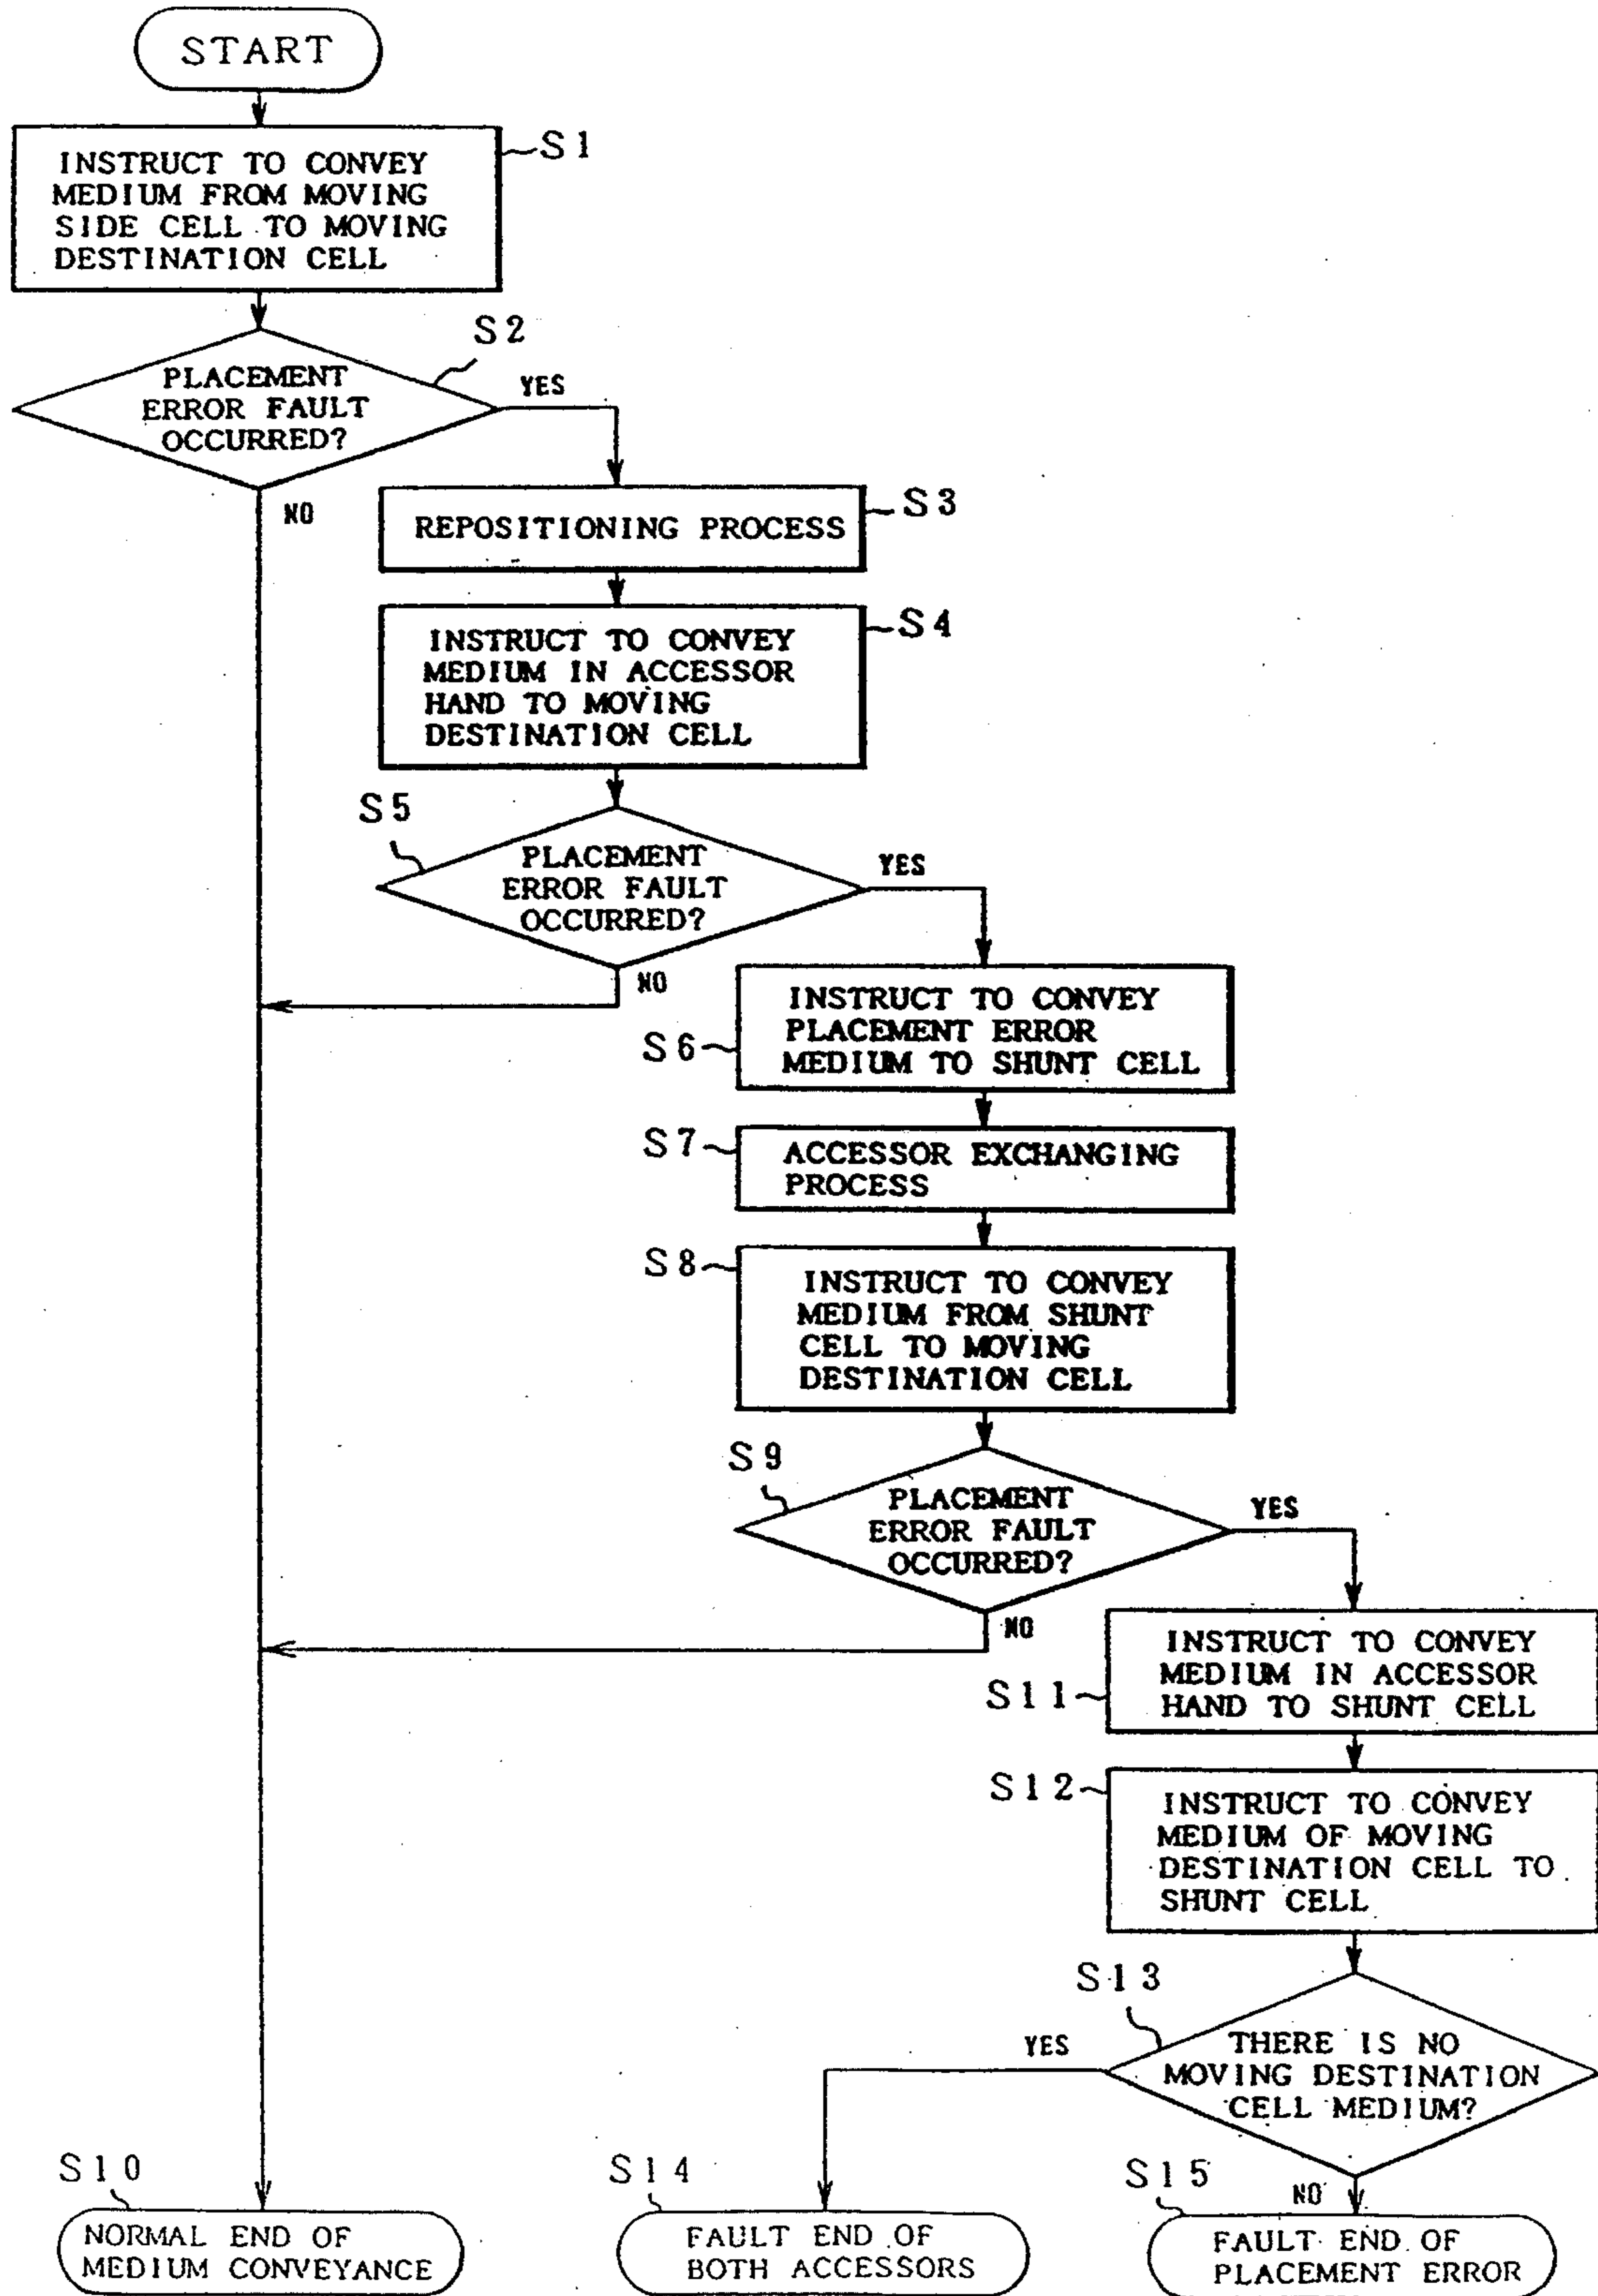 START
S1
INSTRUCT TO CONVEY
MEDIUM FROM MOVING
SIDE CELL TO MOVING
DESTINATION CELL
S2
PLACEMENT
ERROR FAULT
OCCURRED?
YES
NO
S3
REPOSITIONING PROCESS
S4
INSTRUCT TO CONVEY
MEDIUM IN ACCESSOR
HAND TO MOVING
DESTINATION CELL
S5
PLACEMENT
ERROR FAULT
OCCURRED?
YES
NO
S6
INSTRUCT TO CONVEY
PLACEMENT ERROR
MEDIUM TO SHUNT CELL
S7
ACCESSOR EXCHANGING
PROCESS
S8
INSTRUCT TO CONVEY
MEDIUM FROM SHUNT
CELL TO MOVING
DESTINATION CELL
S9
PLACEMENT
ERROR FAULT
OCCURRED?
YES
NO
S11
INSTRUCT TO CONVEY
MEDIUM IN ACCESSOR
HAND TO SHUNT CELL
S12
INSTRUCT TO CONVEY
MEDIUM OF MOVING
DESTINATION CELL TO
SHUNT CELL
S13
THERE IS NO
MOVING DESTINATION
CELL MEDIUM?
YES
NO
S10
NORMAL END OF
MEDIUM CONVEYANCE
S14
FAULT END OF
BOTH ACCESSORS
S15
FAULT END OF
PLACEMENT ERROR